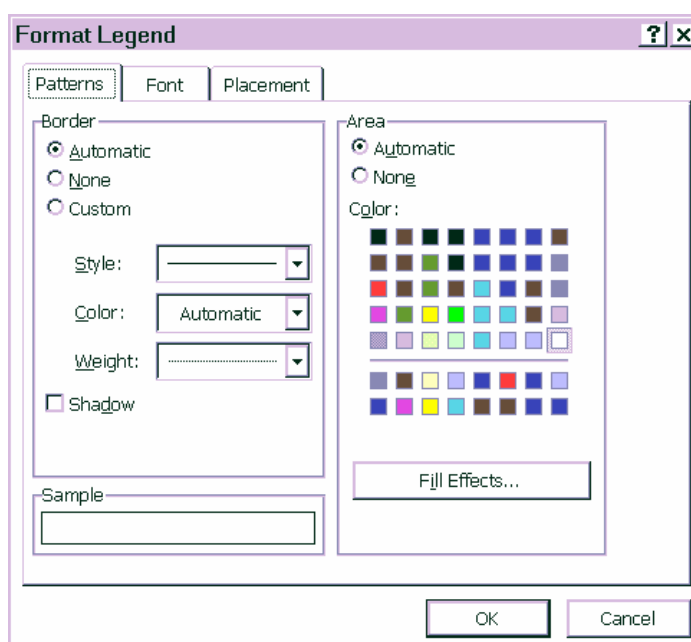 Format Legend
Patterns Font Placement
Border
Automatic
None
Custom
Style:
Color: Automatic
Weight:
Shadow
Sample
Area
Automatic
None
Color:
Fill Effects...
OK Cancel